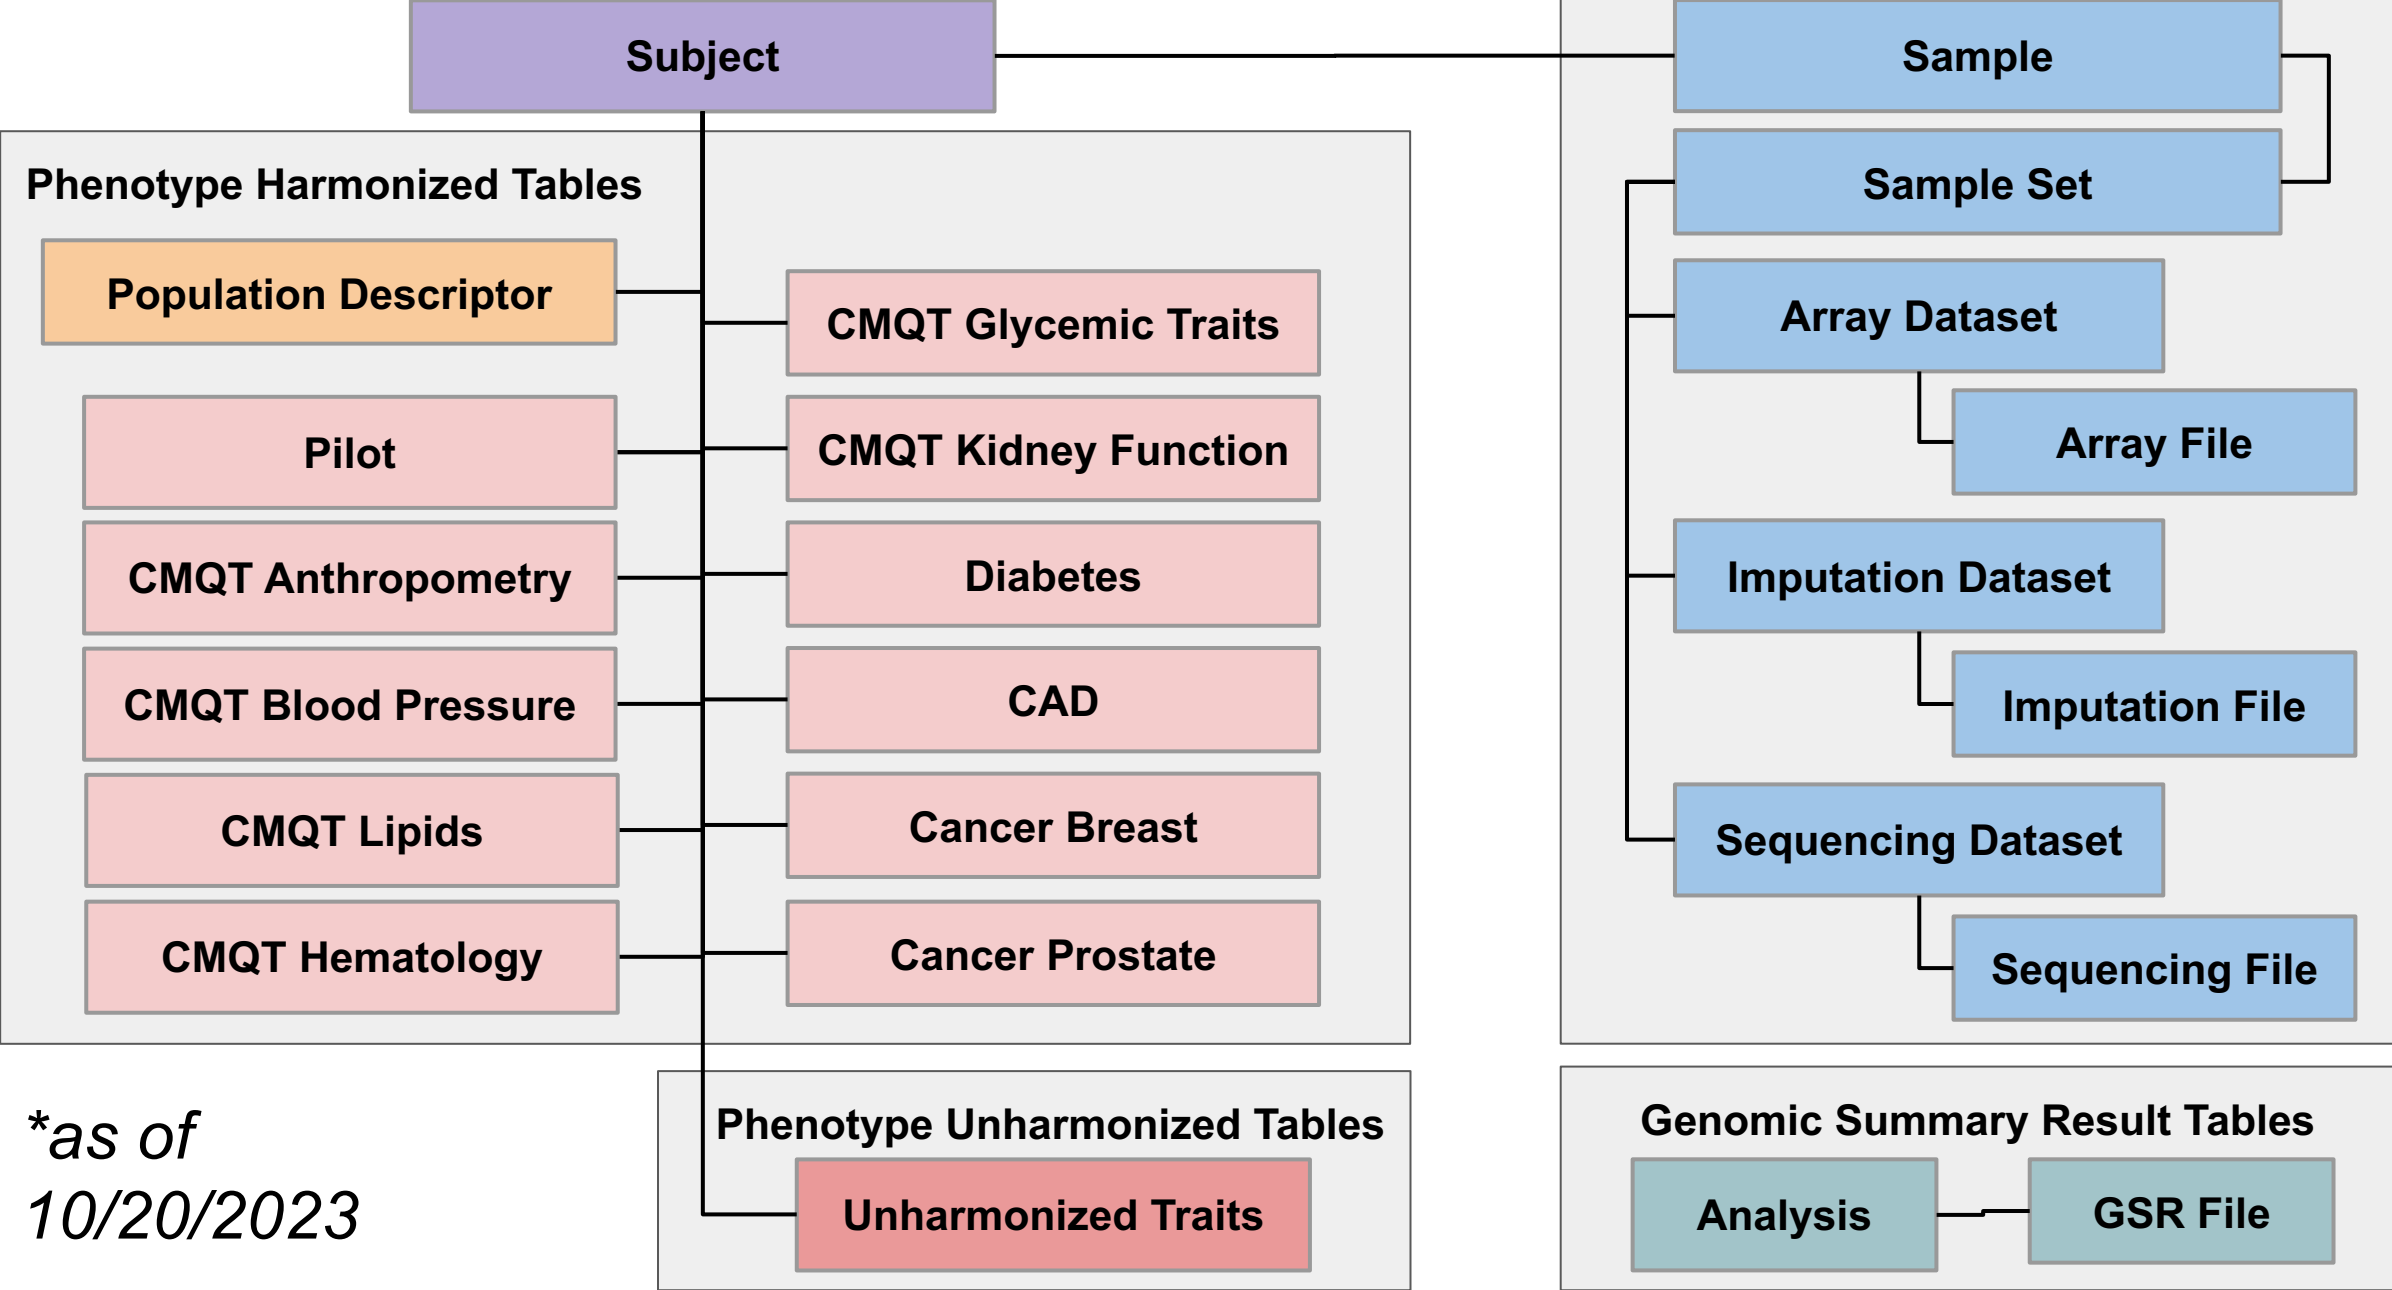 Subject
Phenotype Harmonized Tables
Population Descriptor
Pilot
CMQT Anthropometry
CMQT Blood Pressure
CMQT Lipids
CMQT Hematology
CMQT Glycemic Traits
CMQT Kidney Function
Diabetes
CAD
Cancer Breast
Cancer Prostate
Phenotype Unharmonized Tables
Unharmonized Traits
*as of
10/20/2023
Sample
Sample Set
Array Dataset
Array File
Imputation Dataset
Imputation File
Sequencing Dataset
Sequencing File
Genomic Summary Result Tables
Analysis
GSR File